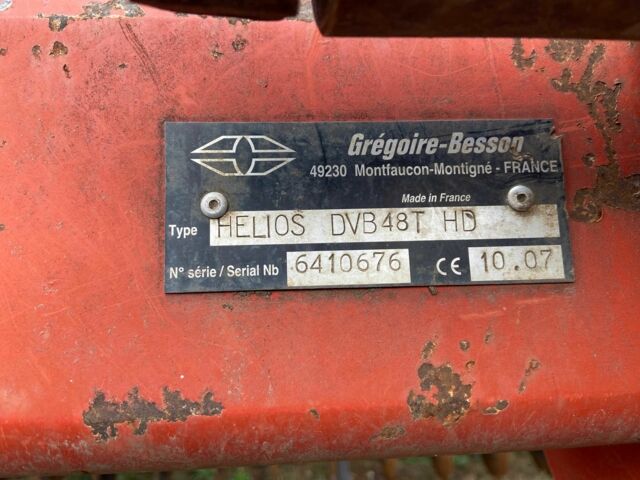 Grégoire-Besson
49230 Montfaucon-Montigné - FRANCE
Made in France
Type HELIOS DVB48T HD
N° série / Serial Nb 6410676 CE 10.07